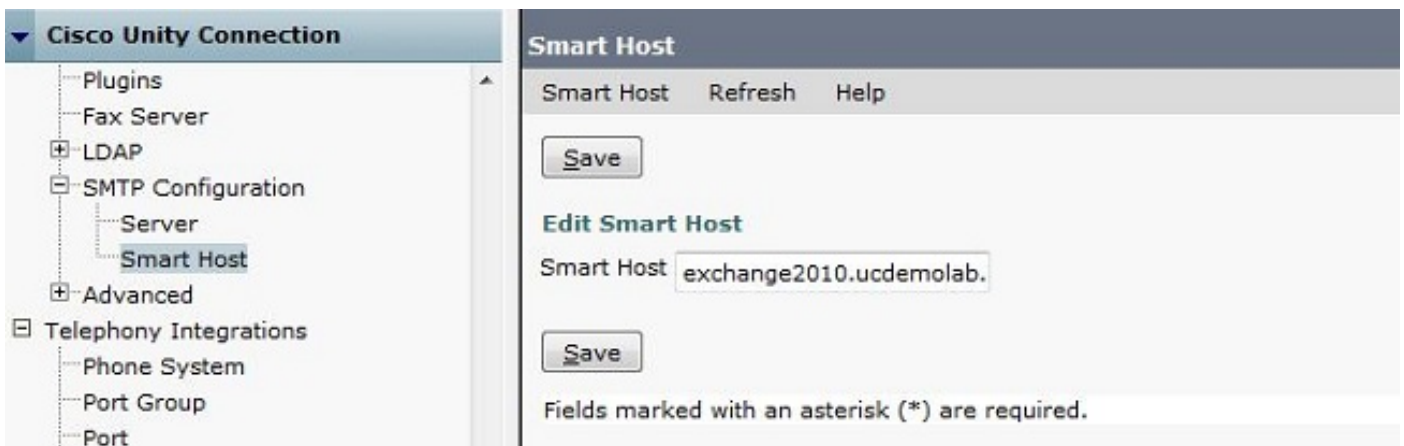 Cisco Unity Connection
Plugins
Fax Server
LDAP
SMTP Configuration
Server
Smart Host
Advanced
Telephony Integrations
Phone System
Port Group
Port
Smart Host
Smart Host Refresh Help
Save
Edit Smart Host
Smart Host exchange2010.ucdemolab.
Save
Fields marked with an asterisk (*) are required.